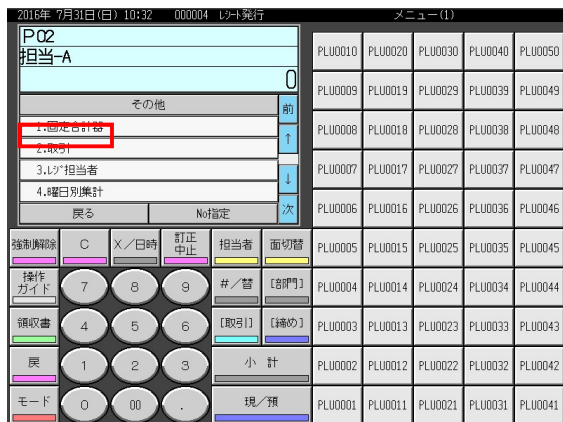 2016年 7月31日(日) 10:32 000004 レシート発行 メニュー(1)
P02
担当-A
0
その他 前
1.固定合計器
↑
2.取引
3.レジ担当者
↓
4.曜日別集計
戻る No指定 次
PLU0010 PLU0020 PLU0030 PLU0040 PLU0050
PLU0009 PLU0019 PLU0029 PLU0039 PLU0049
PLU0008 PLU0018 PLU0028 PLU0038 PLU0048
PLU0007 PLU0017 PLU0027 PLU0037 PLU0047
PLU0006 PLU0016 PLU0026 PLU0036 PLU0046
強制解除 C X/日時 訂正 担当者 面切替 PLU0005 PLU0015 PLU0025 PLU0035 PLU0045
中止
操作 7 8 9 #/替 [部門] PLU0004 PLU0014 PLU0024 PLU0034 PLU0044
ガイド
領収書 4 5 6 [取引] [締め] PLU0003 PLU0013 PLU0023 PLU0033 PLU0043
戻 1 2 3 小 計 PLU0002 PLU0012 PLU0022 PLU0032 PLU0042
モード 0 00 . 現/預 PLU0001 PLU0011 PLU0021 PLU0031 PLU0041